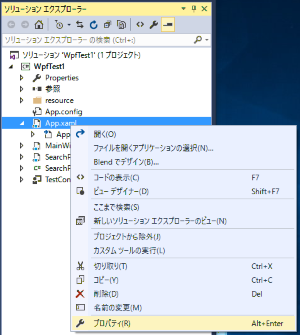 ソリューション エクスプローラー
ソリューション エクスプローラー の検索 (Ctrl+:)
ソリューション 'WpfTest1' (1 プロジェクト)
WpfTest1
Properties
参照
resource
App.config
App.xaml
App
MainWi
SearchP
SearchP
TestCon
開く(O)
ファイルを開くアプリケーションの選択(N)...
Blend でデザイン(B)...
コードの表示(C) F7
ビュー デザイナー(D) Shift+F7
ここまで検索(S)
新しいソリューション エクスプローラーのビュー(N)
プロジェクトから除外(J)
カスタム ツールの実行(L)
切り取り(T) Ctrl+X
コピー(Y) Ctrl+C
削除(D) Del
名前の変更(M)
プロパティ(R) Alt+Enter